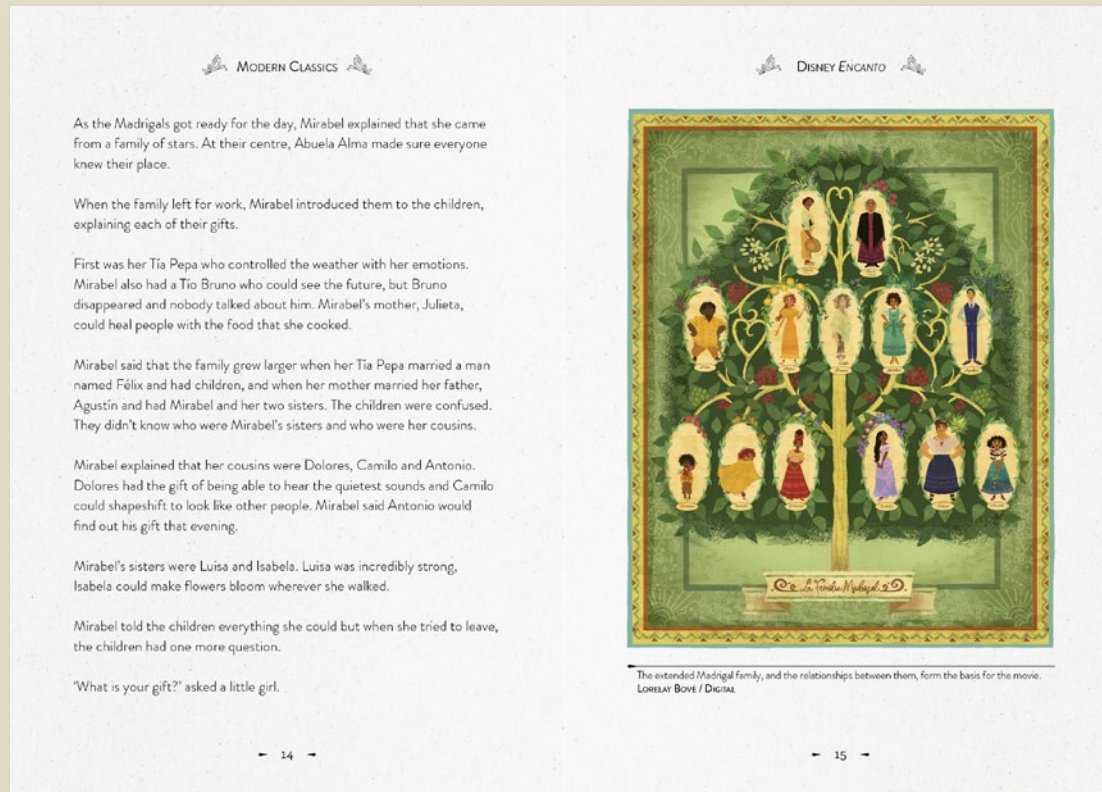 MODERN CLASSICS
As the Madrigals got ready for the day, Mirabel explained that she came
from a family of stars. At their centre, Abuela Alma made sure everyone
knew their place.
When the family left for work, Mirabel introduced them to the children,
explaining each of their gifts.
First was her Tía Pepa who controlled the weather with her emotions.
Mirabel also had a Tío Bruno who could see the future, but Bruno
disappeared and nobody talked about him. Mirabel's mother, Julieta,
could heal people with the food that she cooked.
Mirabel said that the family grew larger when her Tía Pepa married a man
named Félix and had children, and when her mother married her father,
Agustín and had Mirabel and her two sisters. The children were confused.
They didn't know who were Mirabel's sisters and who were her cousins.
Mirabel explained that her cousins were Dolores, Camilo and Antonio.
Dolores had the gift of being able to hear the quietest sounds and Camilo
could shapeshift to look like other people. Mirabel said Antonio would
find out his gift that evening.
Mirabel's sisters were Luisa and Isabela. Luisa was incredibly strong,
Isabela could make flowers bloom wherever she walked.
Mirabel told the children everything she could but when she tried to leave,
the children had one more question.
'What is your gift?' asked a little girl.
14
DISNEY ENCANTO
La Familia Madrigal
The extended Madrigal family, and the relationships between them, form the basis for the movie.
LORELAY BOVÉ / DIGITAL
15